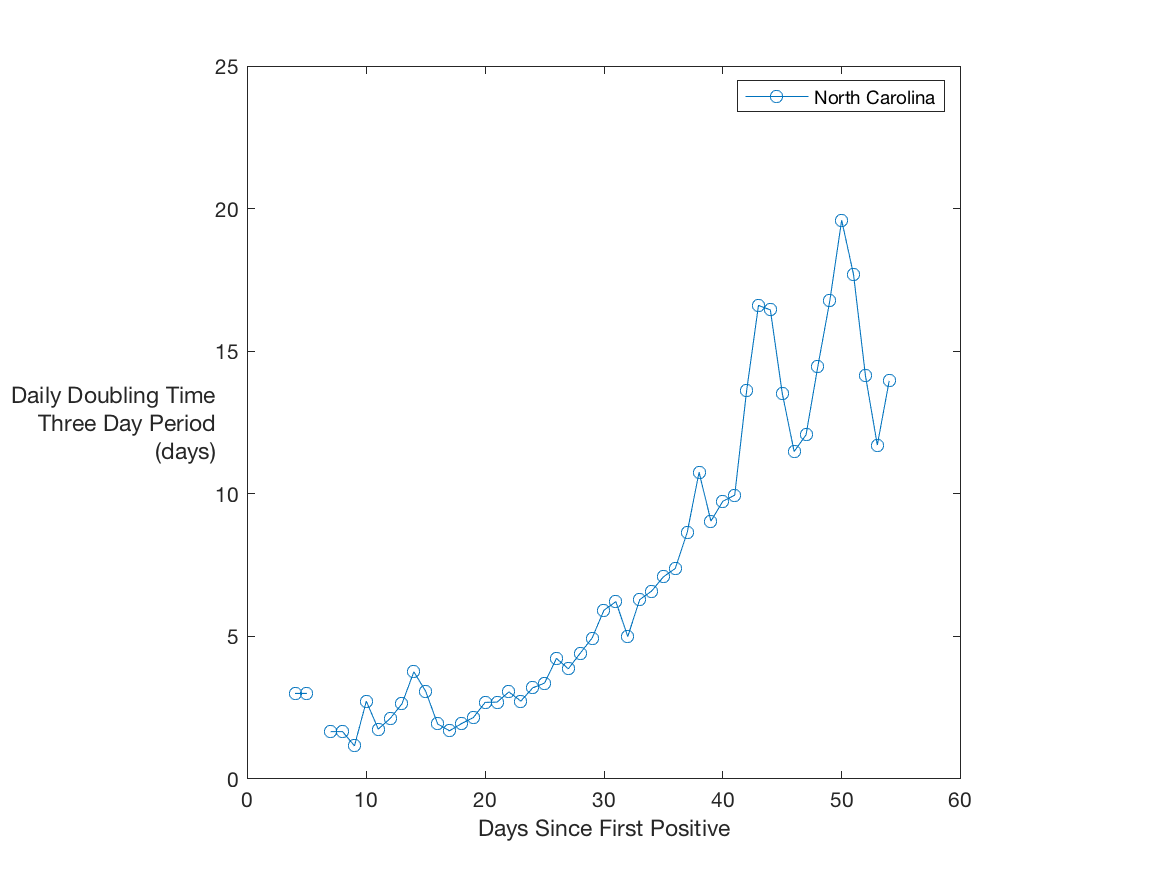 25
20
15
10
5
0
Daily Doubling Time
Three Day Period
(days)
North Carolina
0 10 20 30 40 50 60
Days Since First Positive